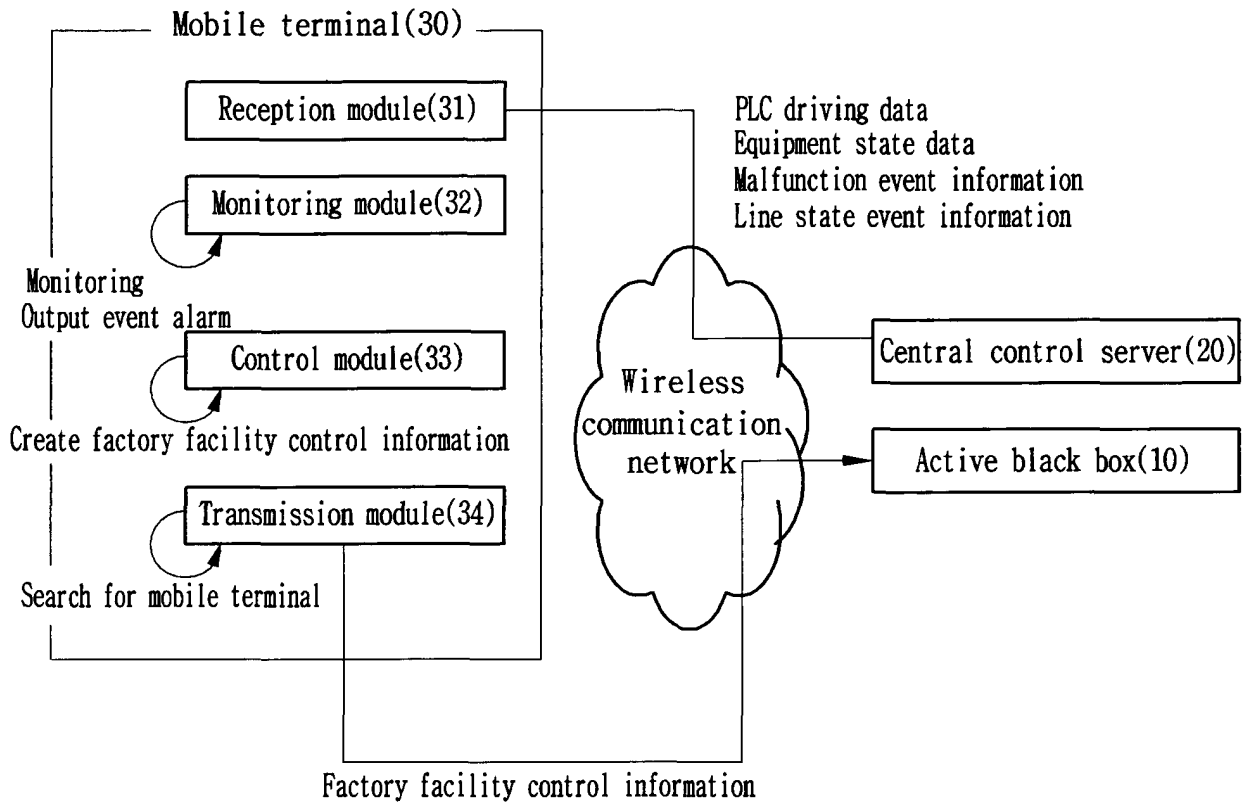 Mobile terminal(30)
Reception module(31)
Monitoring module(32)
Monitoring
Output event alarm
Control module(33)
Create factory facility control information
Transmission module(34)
Search for mobile terminal
PLC driving data
Equipment state data
Malfunction event information
Line state event information
Wireless
communication
network
Central control server(20)
Active black box(10)
Factory facility control information